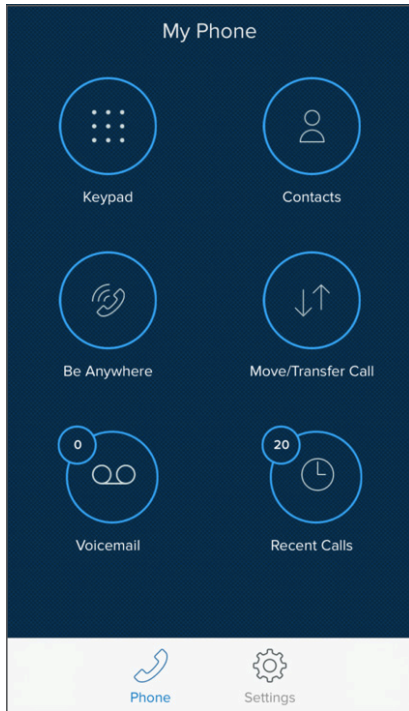 My Phone
Keypad
Contacts
Be Anywhere
Move/Transfer Call
0
20
Voicemail
Recent Calls
Phone
Settings